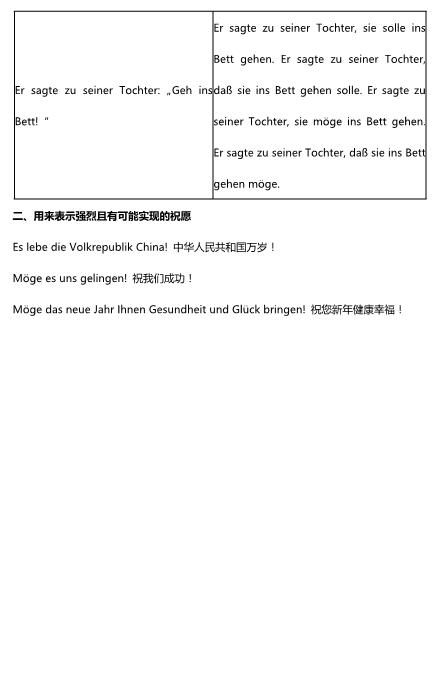 Er sagte zu seiner Tochter: „Geh ins
Bett! “
Er sagte zu seiner Tochter, sie solle ins
Bett gehen. Er sagte zu seiner Tochter,
daß sie ins Bett gehen solle. Er sagte zu
seiner Tochter, sie möge ins Bett gehen.
Er sagte zu seiner Tochter, daß sie ins Bett
gehen möge.
二、用来表示强烈且有可能实现的祝愿
Es lebe die Volkrepublik China! 中华人民共和国万岁！
Möge es uns gelingen! 祝我们成功！
Möge das neue Jahr Ihnen Gesundheit und Glück bringen! 祝您新年健康幸福！